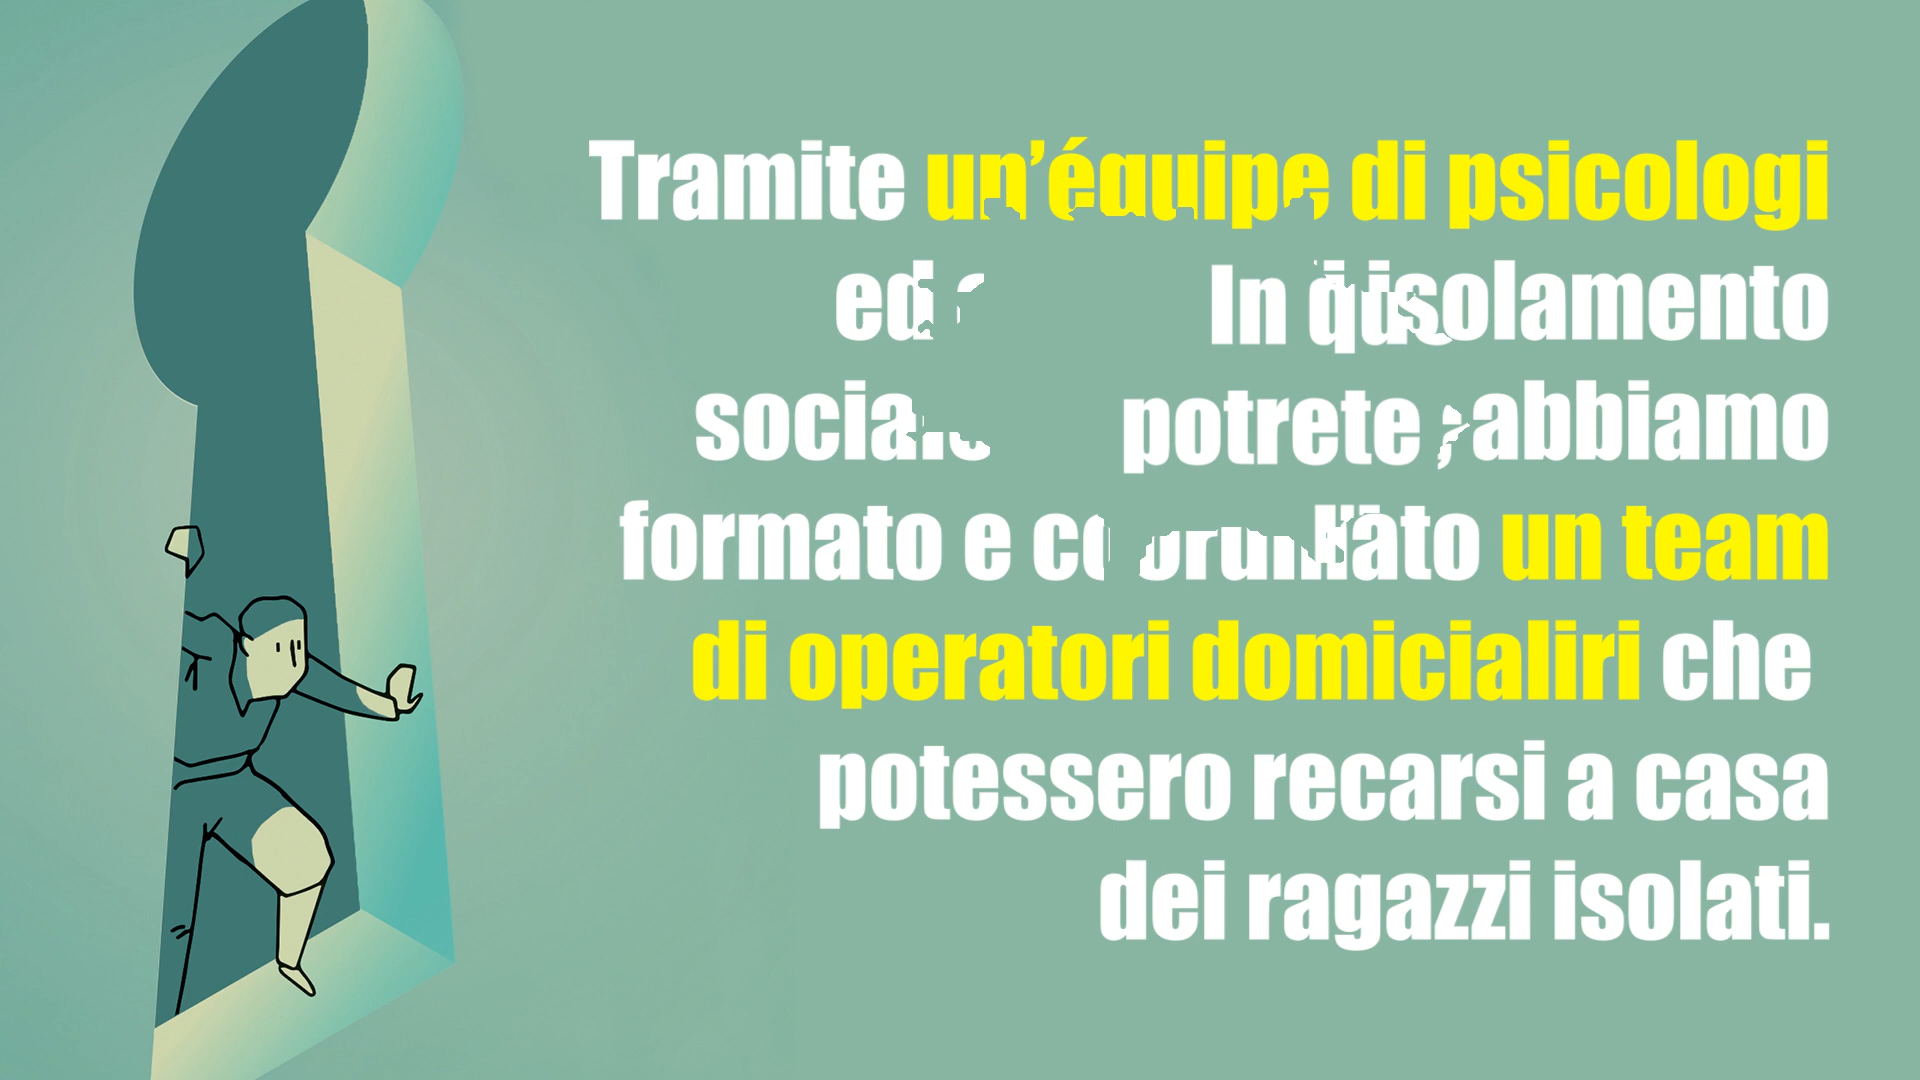 Tramite un'équipe di psicologi
ed In isolamento
potrete abbiamo
formato e un team
di operatori domicialiri che
potessero recarsi a casa
dei ragazzi isolati.